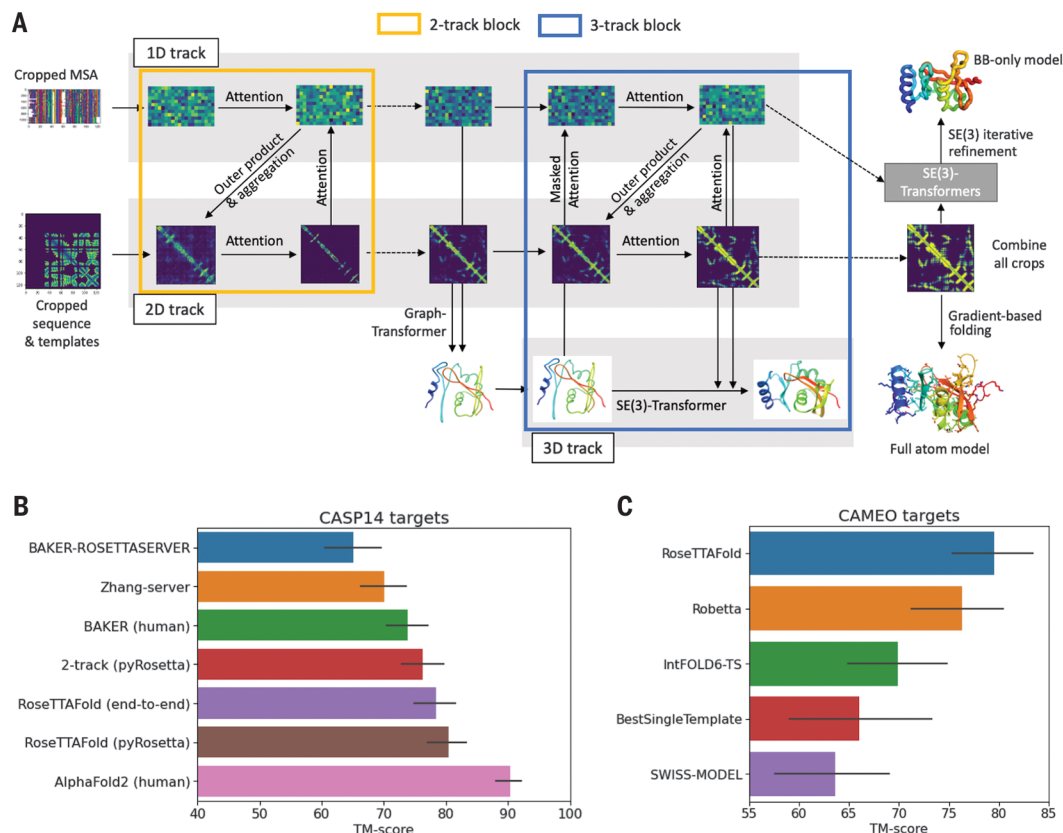 A
2-track block
3-track block
1D track
Cropped MSA
Attention
Attention
BB-only model
Outer product
& aggregation
Attention
Masked
Attention
Outer product
& aggregation
Attention
SE(3) iterative
refinement
SE(3)-
Transformers
Attention
Attention
Combine
all crops
2D track
Cropped
sequence
& templates
Graph-
Transformer
Gradient-based
folding
SE(3)-Transformer
3D track
Full atom model
B
CASP14 targets
BAKER-ROSETTASERVER
Zhang-server
BAKER (human)
2-track (pyRosetta)
RoseTTAFold (end-to-end)
RoseTTAFold (pyRosetta)
AlphaFold2 (human)
40 50 60 70 80 90 100
TM-score
C
CAMEO targets
RoseTTAFold
Robetta
IntFOLD6-TS
BestSingleTemplate
SWISS-MODEL
55 60 65 70 75 80 85
TM-score